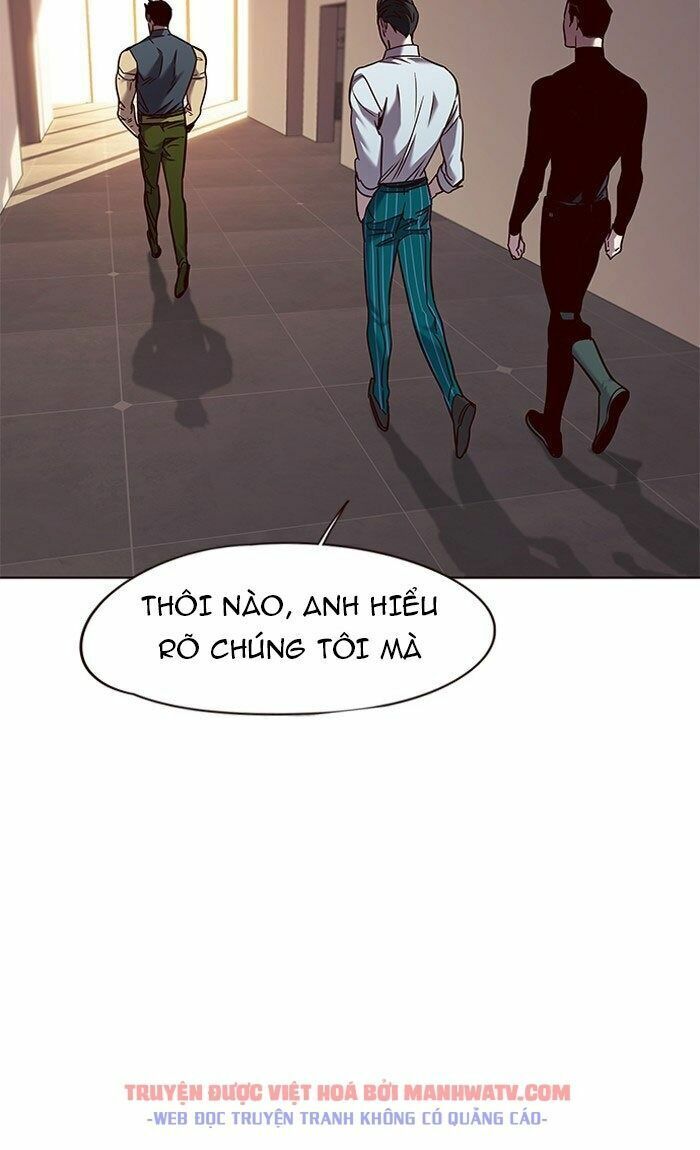 THÔI NÀO, ANH HIỂU
RÕ CHÚNG TÔI MÀ
TRUYỆN ĐƯỢC VIỆT HOÁ BỞI MANHWATV.COM
-WEB ĐỌC TRUYỆN TRANH KHÔNG CÓ QUẢNG CÁO-